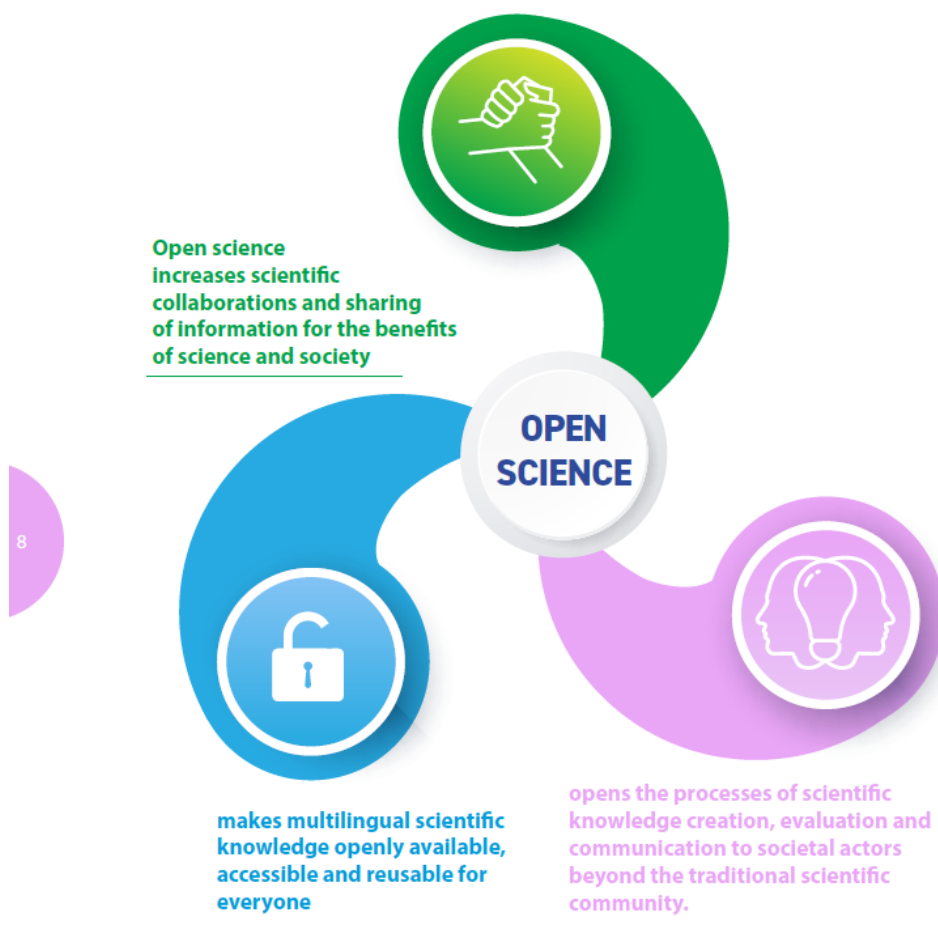 Open science
increases scientific
collaborations and sharing
of information for the benefits
of science and society
OPEN
SCIENCE
8
makes multilingual scientific
knowledge openly available,
accessible and reusable for
everyone
opens the processes of scientific
knowledge creation, evaluation and
communication to societal actors
beyond the traditional scientific
community.